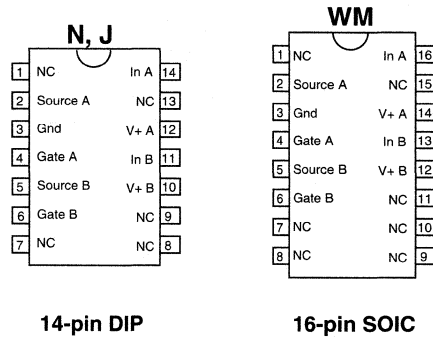 N, J
1 NC In A 14
2 Source A NC 13
3 Gnd V+ A 12
4 Gate A In B 11
5 Source B V+ B 10
6 Gate B NC 9
7 NC NC 8
14-pin DIP
WM
1 NC In A 16
2 Source A NC 15
3 Gnd V+ A 14
4 Gate A In B 13
5 Source B V+ B 12
6 Gate B NC 11
7 NC NC 10
8 NC NC 9
16-pin SOIC